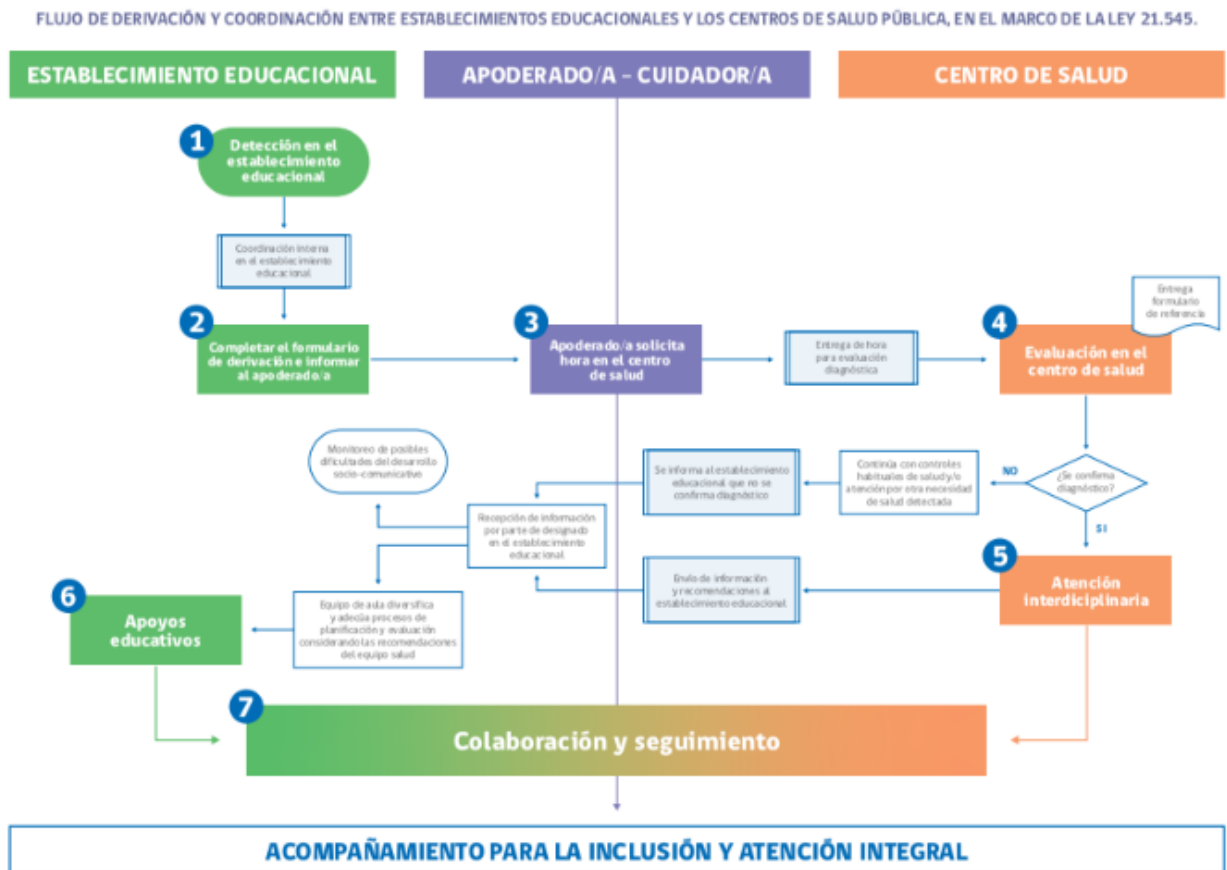 FLUJO DE DERIVACIÓN Y COORDINACIÓN ENTRE ESTABLECIMIENTOS EDUCACIONALES Y LOS CENTROS DE SALUD PÚBLICA, EN EL MARCO DE LA LEY 21.545.
ESTABLECIMIENTO EDUCACIONAL
APODERADO/A – CUIDADOR/A
CENTRO DE SALUD
1
Detección en el
establecimiento
educacional
Coordinación interna
en el establecimiento
educacional
2
Completar el formulario
de derivación e informar
al apoderado/a
3
Apoderado/a solicita
hora en el centro
de salud
Entrega de hora
para evaluación
diagnóstica
Entrega
formulario
de referencia
4
Evaluación en el
centro de salud
¿Se confirma
diagnóstico?
NO
SI
Continúa con controles
habituales de salud y/o
atención por otra necesidad
de salud detectada
Se informa al establecimiento
educacional que no se
confirma diagnóstico
Monitoreo de posibles
dificultades del desarrollo
socio-comunicativo
Recepción de información
por parte de designado
en el establecimiento
educacional
5
Atención
interdiciplinaria
Envío de información
y recomendaciones al
establecimiento educacional
Equipo de aula diversifica
y adecúa procesos de
planificación y evaluación
considerando las recomendaciones
del equipo salud
6
Apoyos
educativos
7
Colaboración y seguimiento
ACOMPAÑAMIENTO PARA LA INCLUSIÓN Y ATENCIÓN INTEGRAL